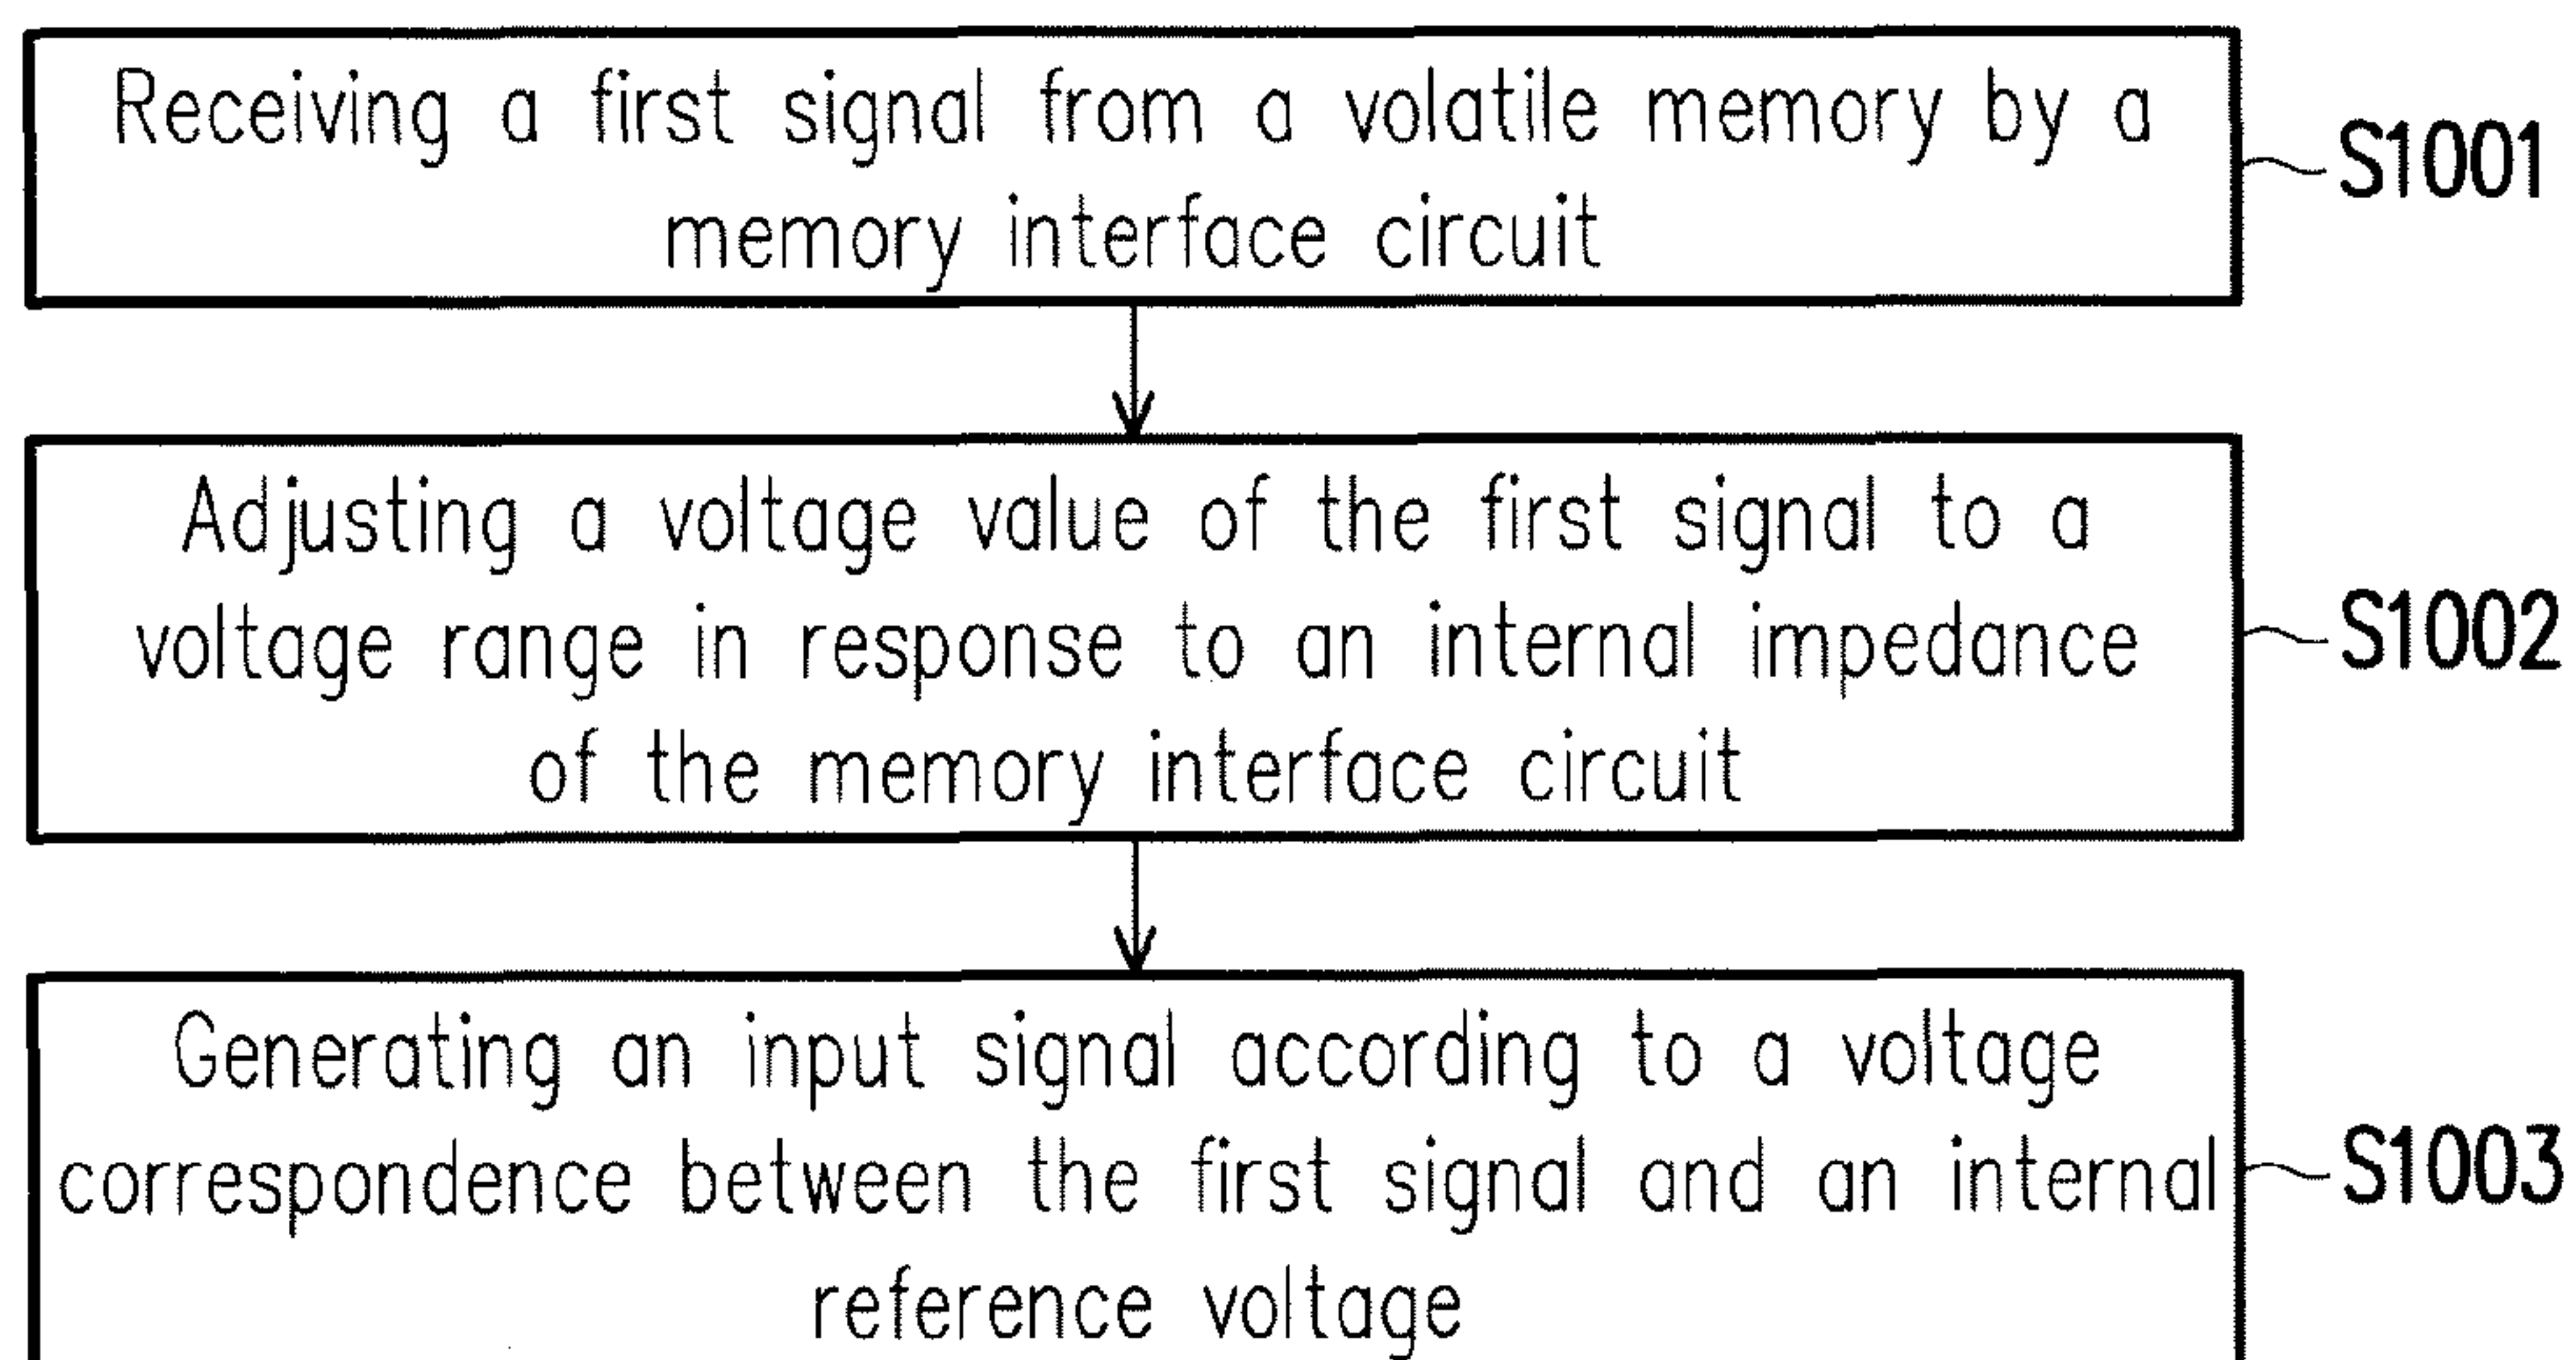 Receiving a first signal from a volatile memory by a
memory interface circuit
S1001
Adjusting a voltage value of the first signal to a
voltage range in response to an internal impedance
of the memory interface circuit
S1002
Generating an input signal according to a voltage
correspondence between the first signal and an internal
reference voltage
S1003